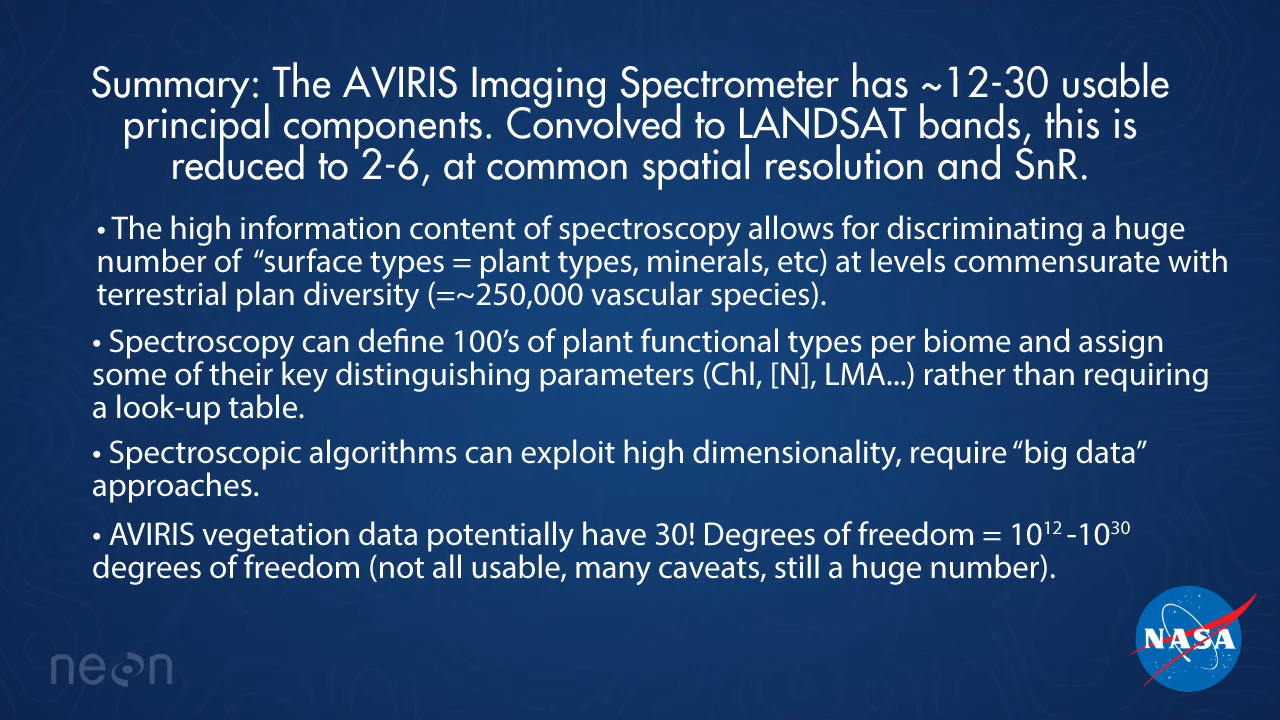 Summary: The AVIRIS Imaging Spectrometer has ~12-30 usable
principal components. Convolved to LANDSAT bands, this is
reduced to 2-6, at common spatial resolution and SnR.
• The high information content of spectroscopy allows for discriminating a huge
number of “surface types = plant types, minerals, etc) at levels commensurate with
terrestrial plan diversity (=~250,000 vascular species).
• Spectroscopy can define 100’s of plant functional types per biome and assign
some of their key distinguishing parameters (Chl, [N], LMA...) rather than requiring
a look-up table.
• Spectroscopic algorithms can exploit high dimensionality, require “big data”
approaches.
• AVIRIS vegetation data potentially have 30! Degrees of freedom = 10¹² -10³⁰
degrees of freedom (not all usable, many caveats, still a huge number).
NASA
neon